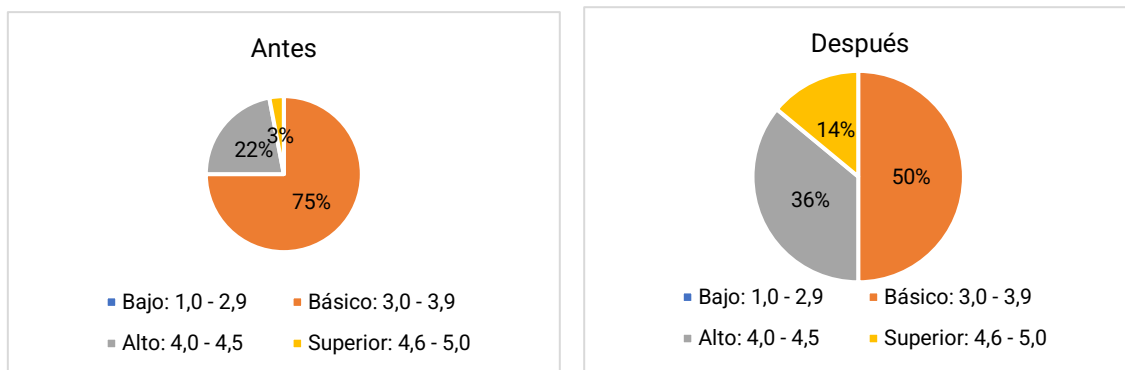 Antes
3%
22%
75%
Bajo: 1,0 - 2,9
Básico: 3,0 - 3,9
Alto: 4,0 - 4,5
Superior: 4,6 - 5,0
Después
14%
50%
36%
Bajo: 1,0 - 2,9
Básico: 3,0 - 3,9
Alto: 4,0 - 4,5
Superior: 4,6 - 5,0